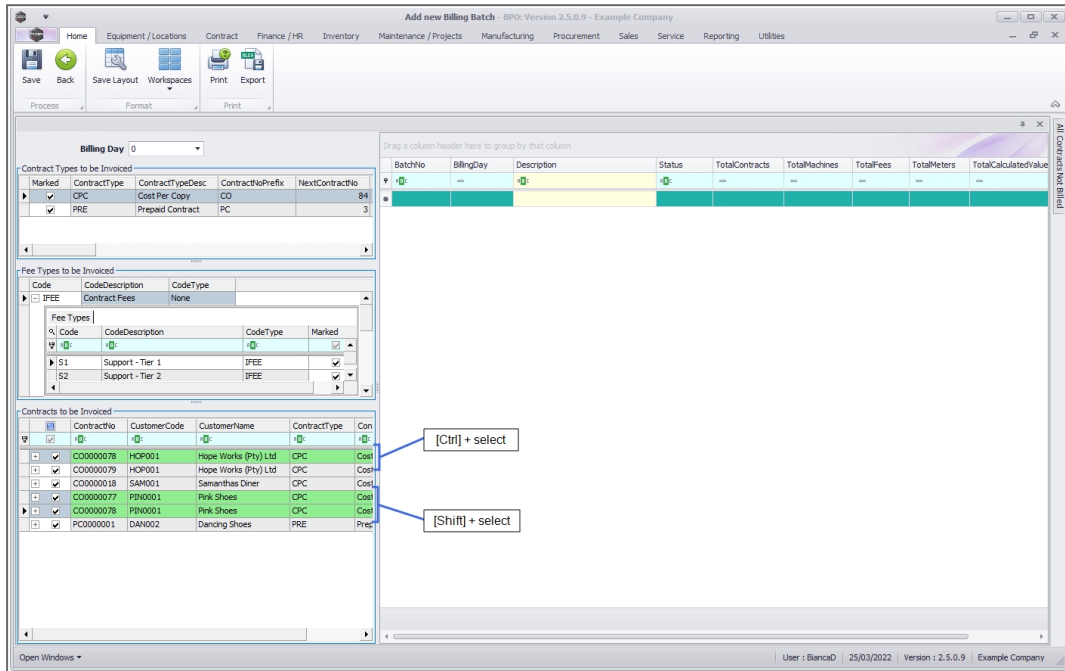 Add new Billing Batch - BPO: Version 2.5.0.9 - Example Company
Home Equipment / Locations Contract Finance / HR Inventory Maintenance / Projects Manufacturing Procurement Sales Service Reporting Utilities
Save Back Save Layout Workspaces Print Export
Process Format Print
Billing Day 0
Contract Types to be Invoiced
Marked ContractType ContractTypeDesc ContractNoPrefix NextContractNo
CPC Cost Per Copy CO 84
PRE Prepaid Contract PC 3
Fee Types to be Invoiced
Code CodeDescription CodeType
IFEE Contract Fees None
Fee Types
Code CodeDescription CodeType Marked
S1 Support - Tier 1 IFEE
S2 Support - Tier 2 IFEE
Contracts to be Invoiced
ContractNo CustomerCode CustomerName ContractType Con
CO0000078 HOP001 Hope Works (Pty) Ltd CPC Cost
CO0000079 HOP001 Hope Works (Pty) Ltd CPC Cost
CO0000018 SAM001 Samanthas Diner CPC Cost
CO0000077 PIN0001 Pink Shoes CPC Cost
CO0000078 PIN0001 Pink Shoes CPC Cost
PC0000001 DAN002 Dancing Shoes PRE Prep
Drag a column header here to group by that column
BatchNo BillingDay Description Status TotalContracts TotalMachines TotalFees TotalMeters TotalCalculatedValue
[Ctrl] + select
[Shift] + select
All Contracts Not Billed
Open Windows
User : BiancaD 25/03/2022 Version : 2.5.0.9 Example Company